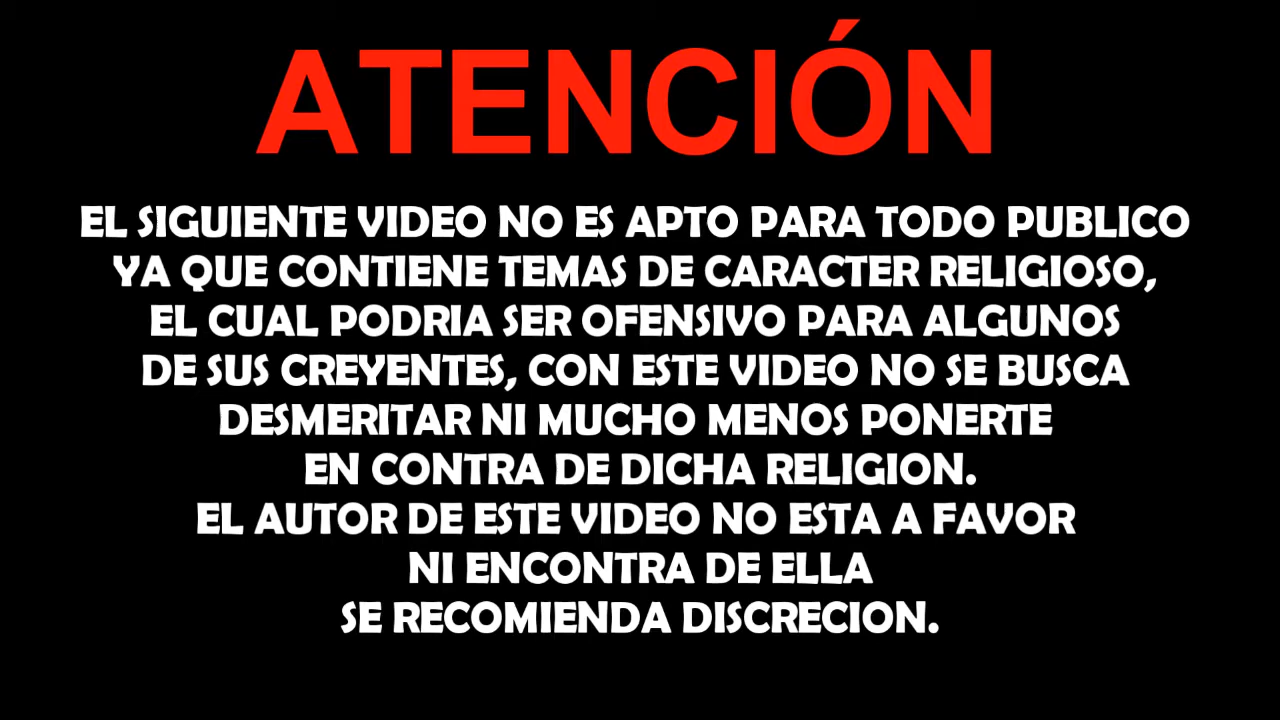 ATENCIÓN
EL SIGUIENTE VIDEO NO ES APTO PARA TODO PUBLICO
YA QUE CONTIENE TEMAS DE CARACTER RELIGIOSO,
EL CUAL PODRIA SER OFENSIVO PARA ALGUNOS
DE SUS CREYENTES, CON ESTE VIDEO NO SE BUSCA
DESMERITAR NI MUCHO MENOS PONERTE
EN CONTRA DE DICHA RELIGION.
EL AUTOR DE ESTE VIDEO NO ESTA A FAVOR
NI ENCONTRA DE ELLA
SE RECOMIENDA DISCRECION.